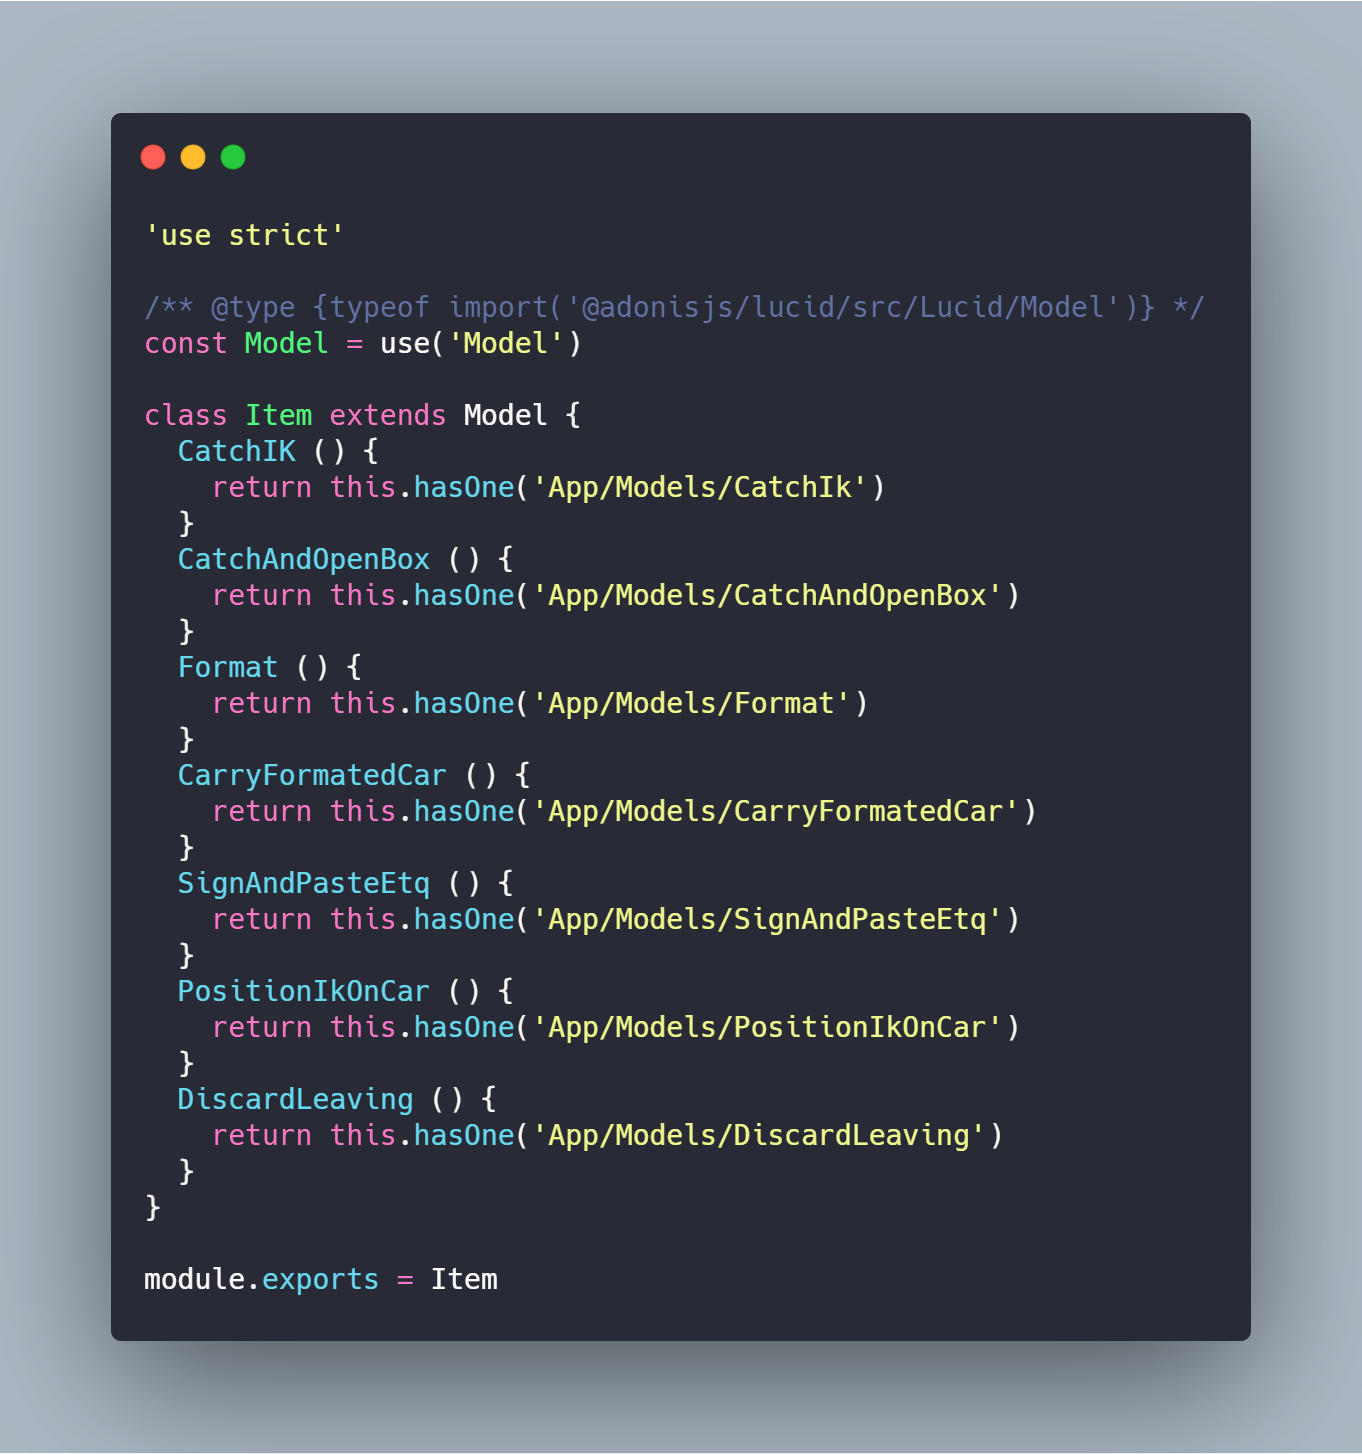 'use strict'

/** @type {typeof import('@adonisjs/lucid/src/Lucid/Model')} */
const Model = use('Model')

class Item extends Model {
  CatchIK () {
    return this.hasOne('App/Models/CatchIk')
  }
  CatchAndOpenBox () {
    return this.hasOne('App/Models/CatchAndOpenBox')
  }
  Format () {
    return this.hasOne('App/Models/Format')
  }
  CarryFormatedCar () {
    return this.hasOne('App/Models/CarryFormatedCar')
  }
  SignAndPasteEtq () {
    return this.hasOne('App/Models/SignAndPasteEtq')
  }
  PositionIkOnCar () {
    return this.hasOne('App/Models/PositionIkOnCar')
  }
  DiscardLeaving () {
    return this.hasOne('App/Models/DiscardLeaving')
  }
}

module.exports = Item